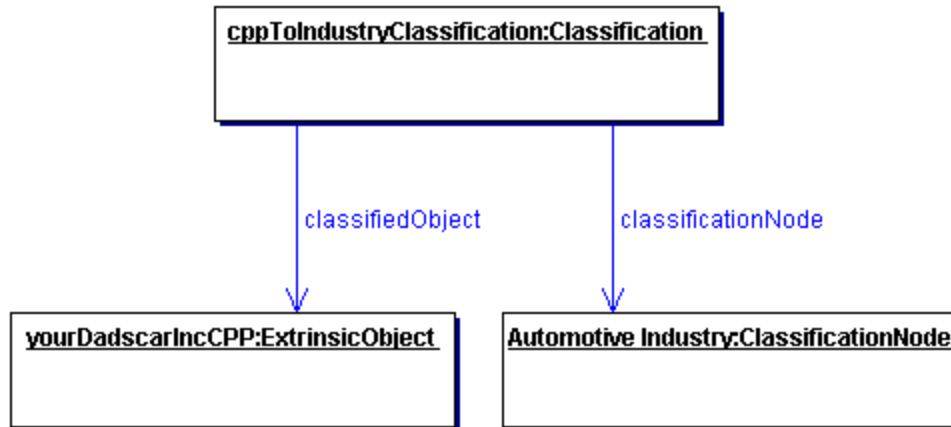 cppToIndustryClassification:Classification
classifiedObject
classificationNode
yourDadscarIncCPP:ExtrinsicObject
Automotive Industry:ClassificationNode